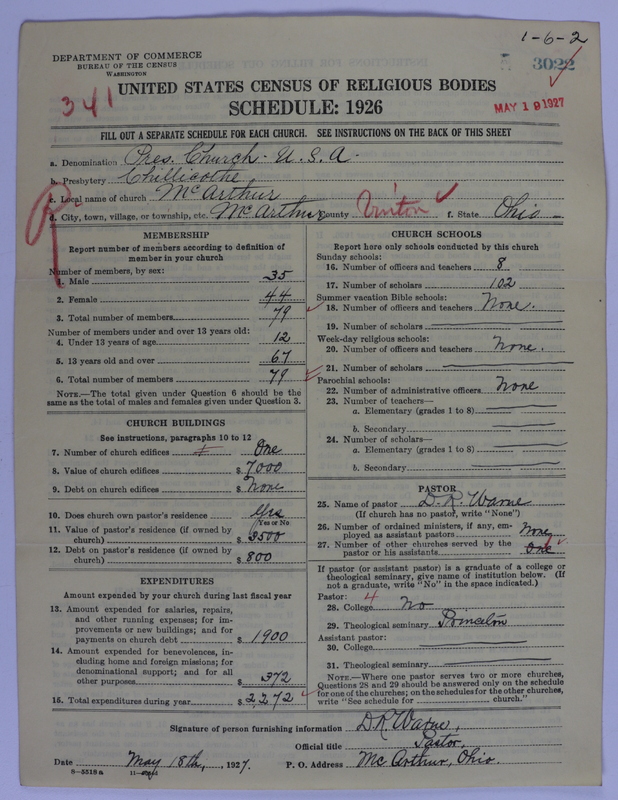 1-6-2
DEPARTMENT OF COMMERCE
BUREAU OF THE CENSUS
WASHINGTON
3022
341
UNITED STATES CENSUS OF RELIGIOUS BODIES
SCHEDULE: 1926
MAY 19 1927
FILL OUT A SEPARATE SCHEDULE FOR EACH CHURCH. SEE INSTRUCTIONS ON THE BACK OF THIS SHEET
a. Denomination Pres. Church - U.S.A.
b. Presbytery Chillicothe
c. Local name of church McArthur
d. City, town, village, or township, etc. McArthur County Vinton f. State Ohio
MEMBERSHIP
Report number of members according to definition of
member in your church
Number of members, by sex:
1. Male 35
2. Female 44
3. Total number of members 79
Number of members under and over 13 years old:
4. Under 13 years of age 12
5. 13 years old and over 67
6. Total number of members 79
NOTE.—The total given under Question 6 should be
the same as the total of males and females given under Question 3.
CHURCH BUILDINGS
See instructions, paragraphs 10 to 12
7. Number of church edifices One
8. Value of church edifices $ 7000
9. Debt on church edifices $ None
10. Does church own pastor's residence Yes
Yes or No
11. Value of pastor's residence (if owned by
church) $ 3500
12. Debt on pastor's residence (if owned by
church) $ 800
EXPENDITURES
Amount expended by your church during last fiscal year
13. Amount expended for salaries, repairs,
and other running expenses; for im-
provements or new buildings; and for
payments on church debt $ 1900
14. Amount expended for benevolences, in-
cluding home and foreign missions; for
denominational support; and for all
other purposes $ 372
15. Total expenditures during year $ 2,272
CHURCH SCHOOLS
Report here only schools conducted by this church
Sunday schools:
16. Number of officers and teachers 8
17. Number of scholars 102
Summer vacation Bible schools:
18. Number of officers and teachers None.
19. Number of scholars
Week-day religious schools:
20. Number of officers and teachers None.
21. Number of scholars
Parochial schools:
22. Number of administrative officers None
23. Number of teachers—
a. Elementary (grades 1 to 8)
b. Secondary
24. Number of scholars—
a. Elementary (grades 1 to 8)
b. Secondary
PASTOR
25. Name of pastor D. R. Warne
(If church has no pastor, write "None")
26. Number of ordained ministers, if any, em-
ployed as assistant pastors None
27. Number of other churches served by the
pastor or his assistants One
If pastor (or assistant pastor) is a graduate of a college or
theological seminary, give name of institution below. (If
not a graduate, write "No" in the space indicated.)
Pastor: 4
28. College No
29. Theological seminary Princeton
Assistant pastor:
30. College
31. Theological seminary
NOTE.—Where one pastor serves two or more churches,
Questions 28 and 29 should be answered only on the schedule
for one of the churches; on the schedules for the other churches,
write "See schedule for church."
Signature of person furnishing information D R Warne,
Official title Pastor.
Date May 18th, , 1927. P. O. Address McArthur, Ohio.
8-5518a